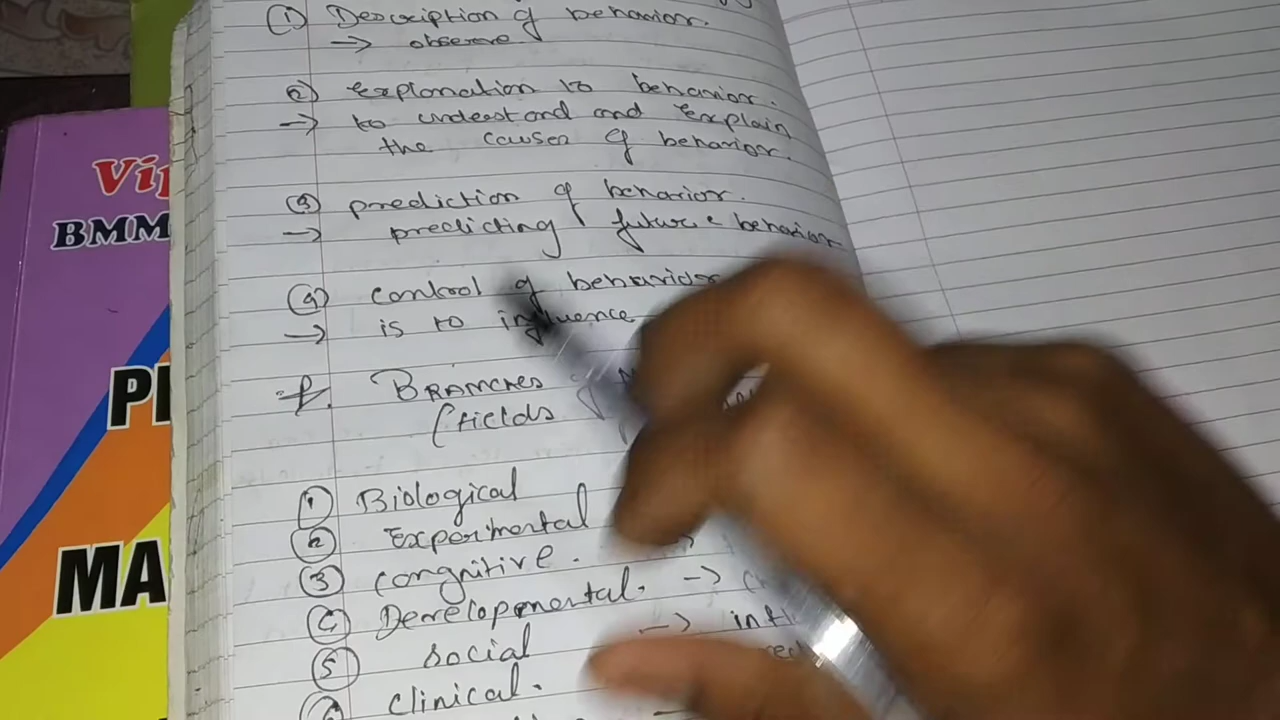 ① Description of behavior.
→ observe
② explanation is behavior.
→ to understand and explain
the causes of behavior.
③ prediction of behavior.
→ predicting future behavior
④ control of behavior
→ is to influence
BRANCHES of
(fields
① Biological
② Experimental →
③ congnitive.
④ Developmental. →
⑤ social →
clinical.
Vi
BMM
MA